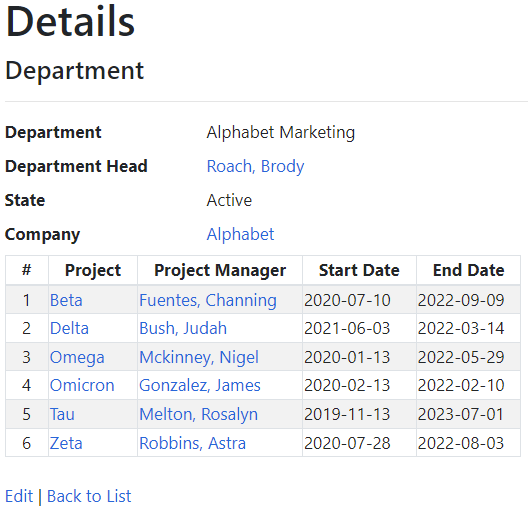 Details
Department
Department Alphabet Marketing
Department Head Roach, Brody
State Active
Company Alphabet
# Project Project Manager Start Date End Date
1 Beta Fuentes, Channing 2020-07-10 2022-09-09
2 Delta Bush, Judah 2021-06-03 2022-03-14
3 Omega Mckinney, Nigel 2020-01-13 2022-05-29
4 Omicron Gonzalez, James 2020-02-13 2022-02-10
5 Tau Melton, Rosalyn 2019-11-13 2023-07-01
6 Zeta Robbins, Astra 2020-07-28 2022-08-03
Edit | Back to List